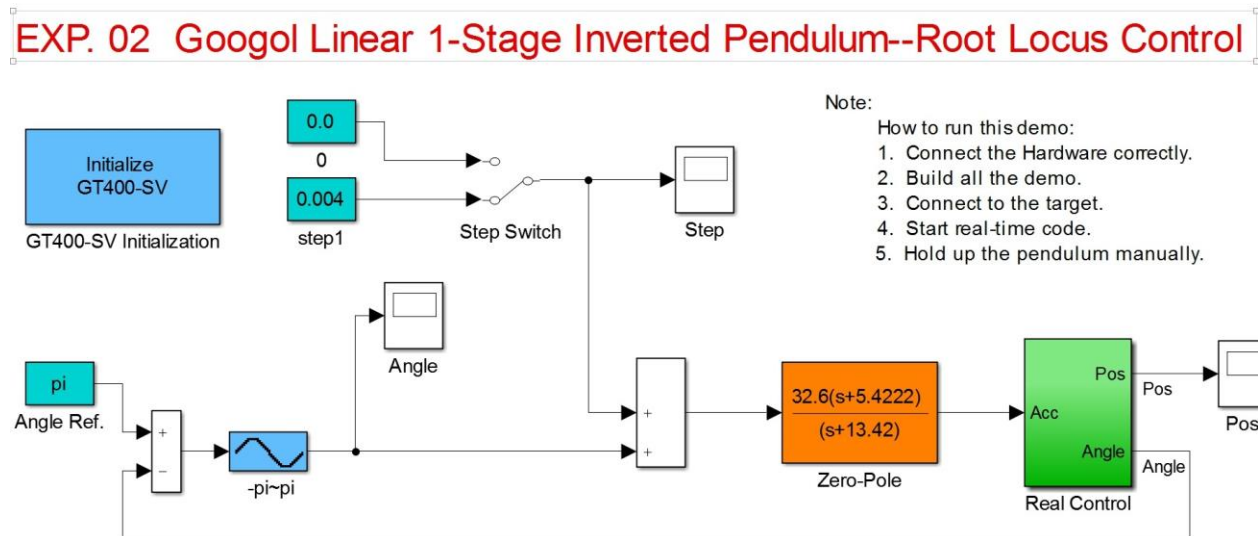 EXP. 02 Googol Linear 1-Stage Inverted Pendulum--Root Locus Control
Note:
How to run this demo:
1. Connect the Hardware correctly.
2. Build all the demo.
3. Connect to the target.
4. Start real-time code.
5. Hold up the pendulum manually.
Initialize
GT400-SV
GT400-SV Initialization
0.0
0
0.004
step1
Step Switch
Step
Angle
pi
Angle Ref.
+
−
-pi~pi
+
+
32.6(s+5.4222)
(s+13.42)
Zero-Pole
Acc
Pos
Angle
Real Control
Pos
Angle
Pos